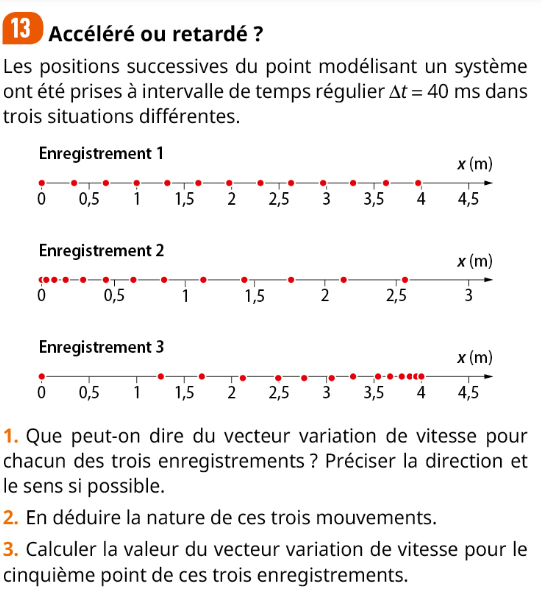 13 Accéléré ou retardé ?
Les positions successives du point modélisant un système
ont été prises à intervalle de temps régulier Δt = 40 ms dans
trois situations différentes.
Enregistrement 1
x (m)
0 0,5 1 1,5 2 2,5 3 3,5 4 4,5
Enregistrement 2
x (m)
0 0,5 1 1,5 2 2,5 3
Enregistrement 3
x (m)
0 0,5 1 1,5 2 2,5 3 3,5 4 4,5
1. Que peut-on dire du vecteur variation de vitesse pour
chacun des trois enregistrements ? Préciser la direction et
le sens si possible.
2. En déduire la nature de ces trois mouvements.
3. Calculer la valeur du vecteur variation de vitesse pour le
cinquième point de ces trois enregistrements.